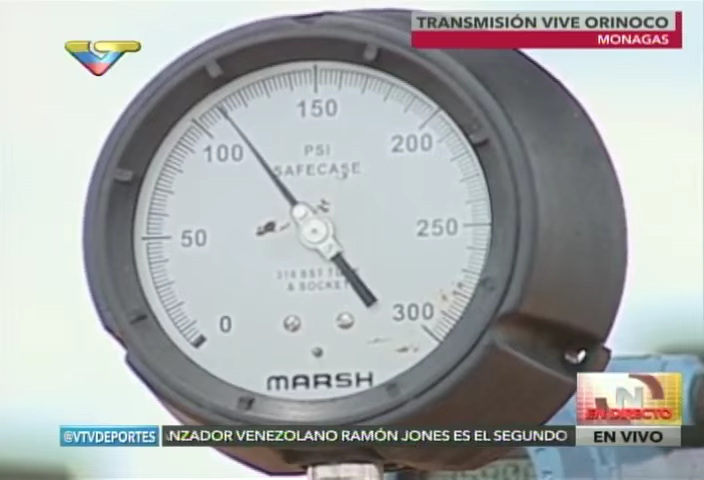 TRANSMISIÓN VIVE ORINOCO
MONAGAS
150
100
200
PSI
SAFECASE
50
250
316 SST TUBE
& SOCKET
0
300
MARSH
EN DIRECTO
EN VIVO
@VTVDEPORTES
NZADOR VENEZOLANO RAMÓN JONES ES EL SEGUNDO